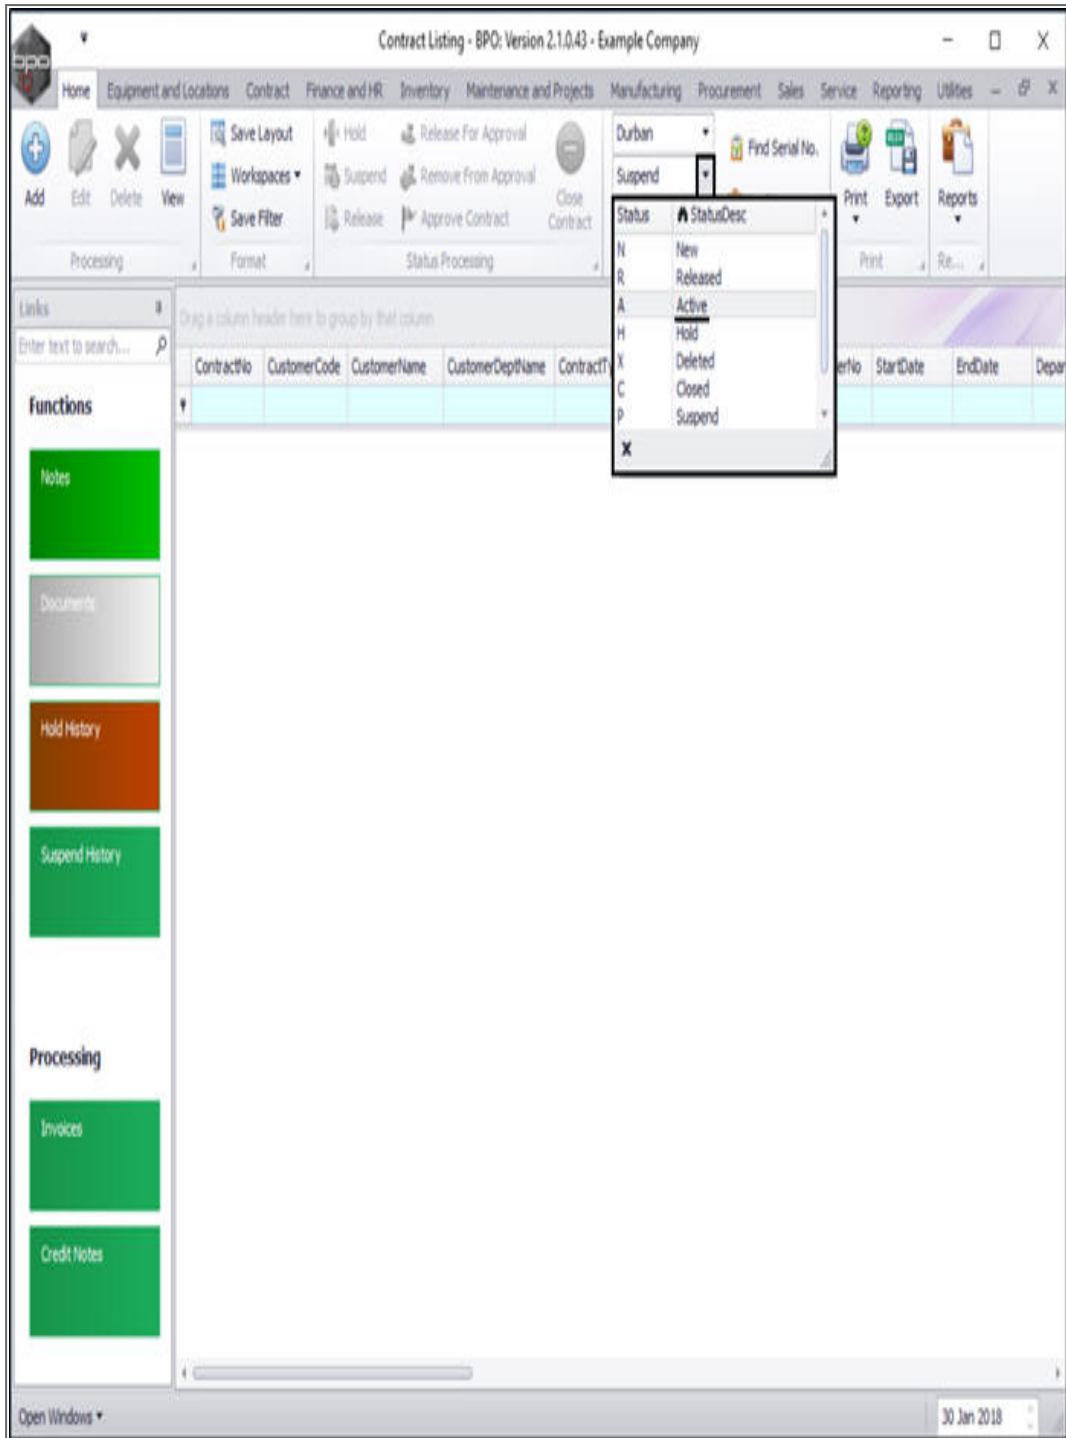 Contract Listing - BPO: Version 2.1.0.43 - Example Company
bpo
Home Equipment and Locations Contract Finance and HR Inventory Maintenance and Projects Manufacturing Procurement Sales Service Reporting Utilities
Add Edit Delete View
Processing
Save Layout
Workspaces
Save Filter
Format
Hold
Suspend
Release
Release For Approval
Remove From Approval
Approve Contract
Close
Contract
Status Processing
Durban
Suspend
Find Serial No.
Print Export
Print
Reports
Re...
Status StatusDesc
N New
R Released
A Active
H Hold
X Deleted
C Closed
P Suspend
Links
Enter text to search...
Drag a column header here to group by that column
ContractNo CustomerCode CustomerName CustomerDeptName ContractTy erNo StartDate EndDate Depar
Functions
Notes
Documents
Hold History
Suspend History
Processing
Invoices
Credit Notes
Open Windows
30 Jan 2018